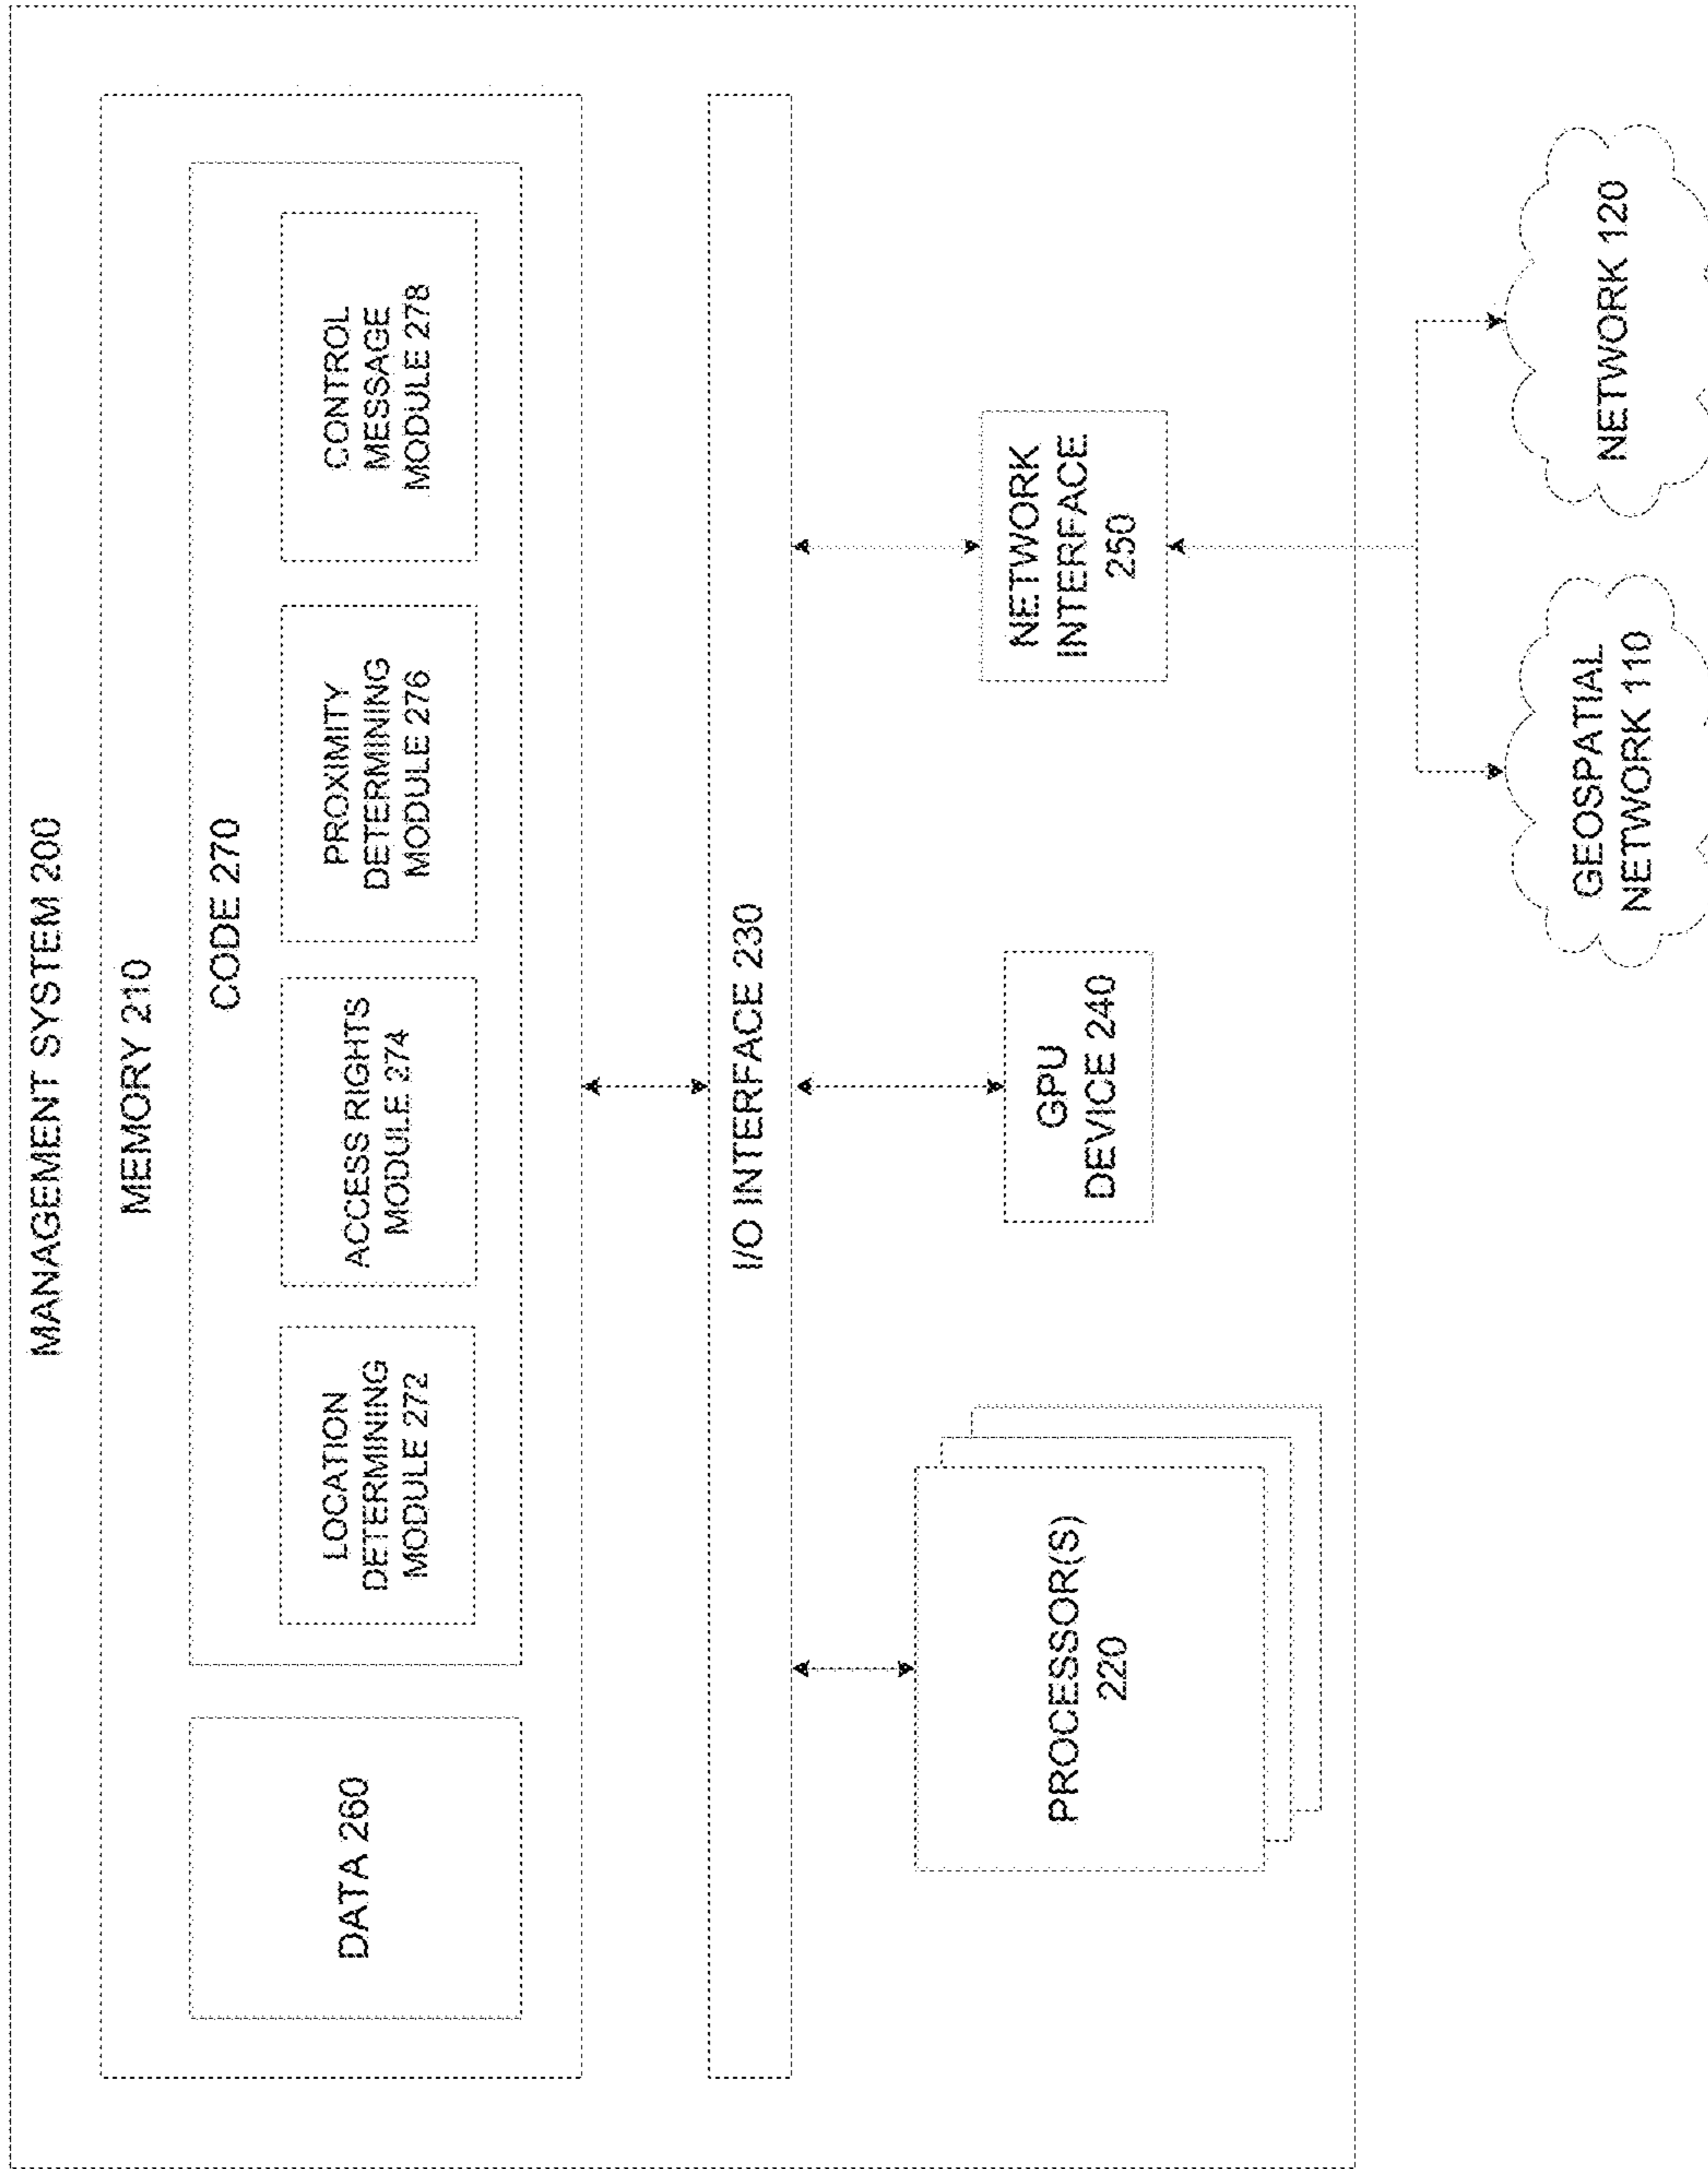 MANAGEMENT SYSTEM 200
MEMORY 210
CODE 270
DATA 260
LOCATION
DETERMINING
MODULE 272
ACCESS RIGHTS
MODULE 274
PROXIMITY
DETERMINING
MODULE 276
CONTROL
MESSAGE
MODULE 278
I/O INTERFACE 230
PROCESSOR(S)
220
GPU
DEVICE 240
NETWORK
INTERFACE
250
GEOSPATIAL
NETWORK 110
NETWORK 120